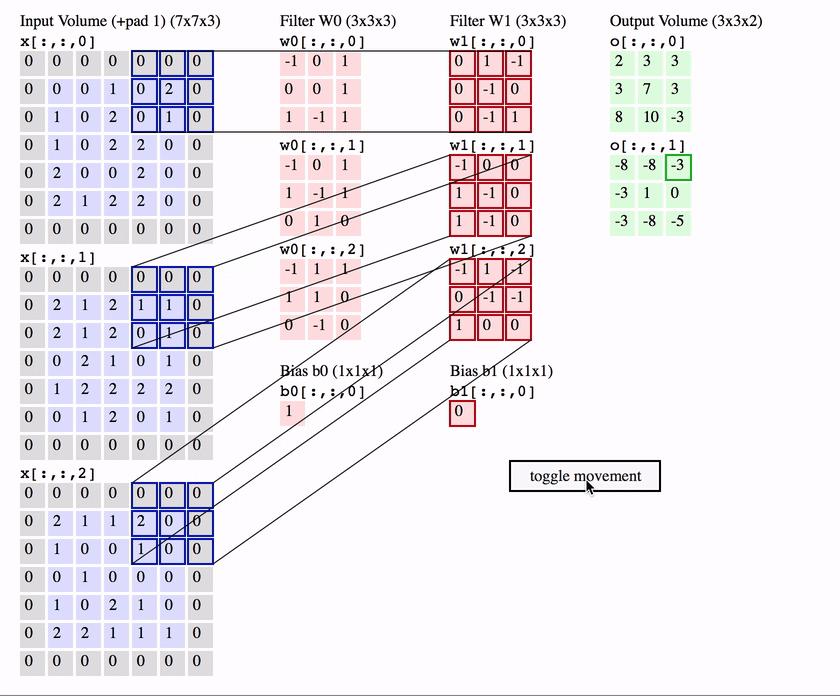 Input Volume (+pad 1) (7x7x3)
x[:,:,0]
0 0 0 0 0 0 0
0 0 0 1 0 2 0
0 1 0 2 0 1 0
0 1 0 2 2 0 0
0 2 0 0 2 0 0
0 2 1 2 2 0 0
0 0 0 0 0 0 0
x[:,:,1]
0 0 0 0 0 0 0
0 2 1 2 1 1 0
0 2 1 2 0 1 0
0 0 2 1 0 1 0
0 1 2 2 2 2 0
0 0 1 2 0 1 0
0 0 0 0 0 0 0
x[:,:,2]
0 0 0 0 0 0 0
0 2 1 1 2 0 0
0 1 0 0 1 0 0
0 0 1 0 0 0 0
0 1 0 2 1 0 0
0 2 2 1 1 1 0
0 0 0 0 0 0 0
Filter W0 (3x3x3)
w0[:,:,0]
-1 0 1
0 0 1
1 -1 1
w0[:,:,1]
-1 0 1
1 -1 1
0 1 0
w0[:,:,2]
-1 1 1
1 1 0
0 -1 0
Bias b0 (1x1x1)
b0[:,:,0]
1
Filter W1 (3x3x3)
w1[:,:,0]
0 1 -1
0 -1 0
0 -1 1
w1[:,:,1]
-1 0 0
1 -1 0
1 -1 0
w1[:,:,2]
-1 1 -1
0 -1 -1
1 0 0
Bias b1 (1x1x1)
b1[:,:,0]
0
Output Volume (3x3x2)
o[:,:,0]
2 3 3
3 7 3
8 10 -3
o[:,:,1]
-8 -8 -3
-3 1 0
-3 -8 -5
toggle movement